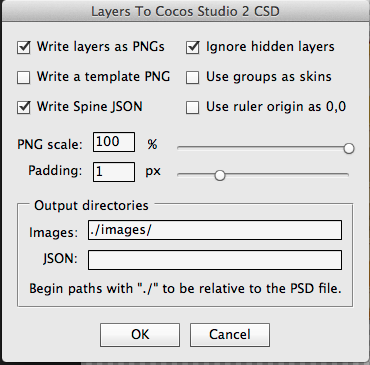 Layers To Cocos Studio 2 CSD
Write layers as PNGs
Ignore hidden layers
Write a template PNG
Use groups as skins
Write Spine JSON
Use ruler origin as 0,0
PNG scale: 100 %
Padding: 1 px
Output directories
Images: ./images/
JSON:
Begin paths with "./" to be relative to the PSD file.
OK
Cancel